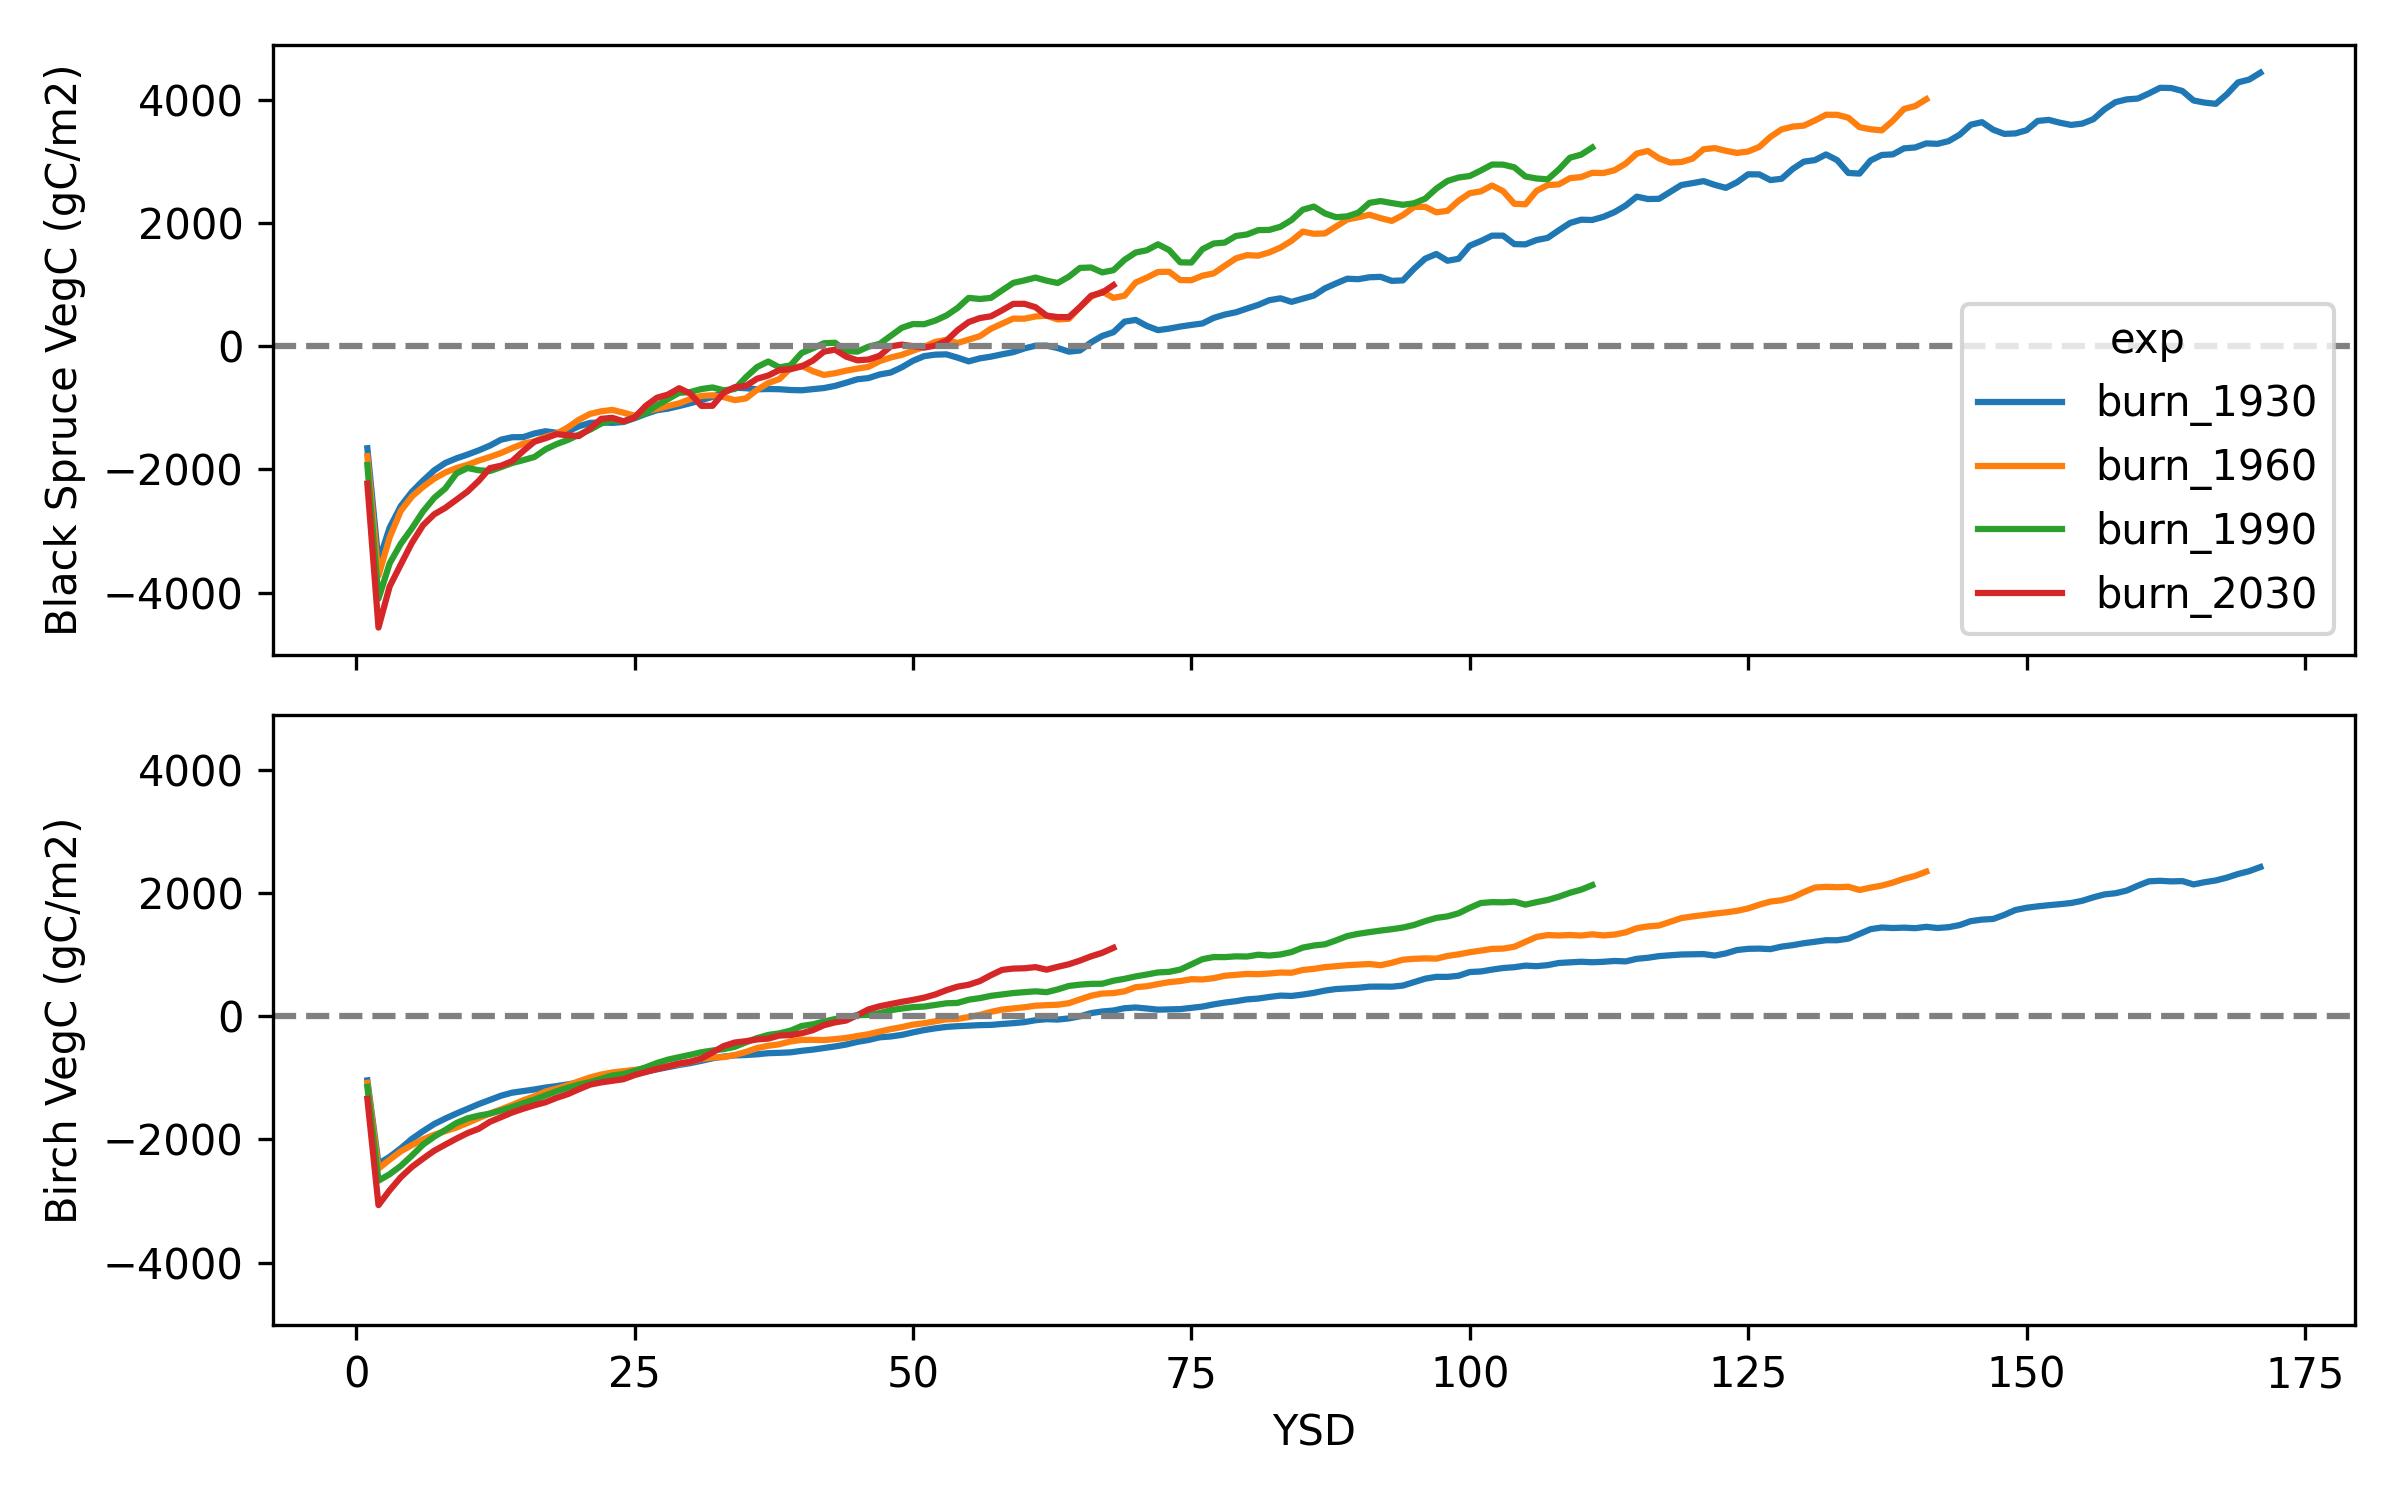 Black Spruce VegC (gC/m2)
4000
2000
0
−2000
−4000
exp
burn_1930
burn_1960
burn_1990
burn_2030
Birch VegC (gC/m2)
4000
2000
0
−2000
−4000
0 25 50 75 100 125 150 175
YSD